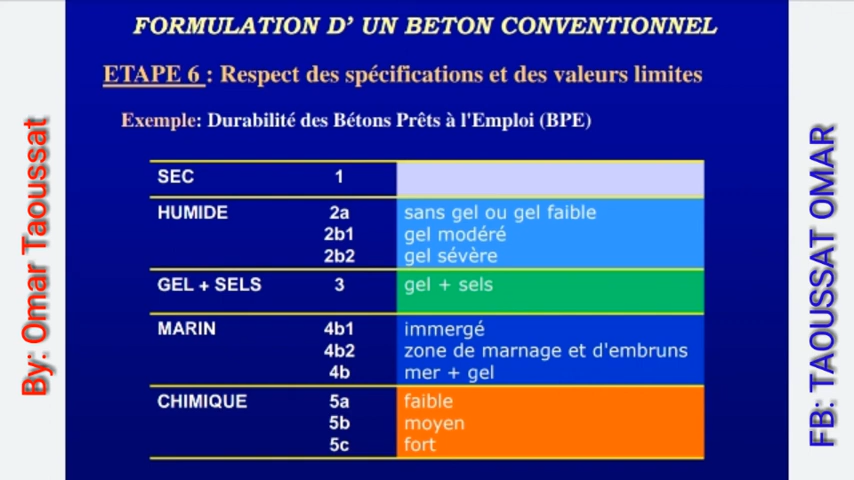 FORMULATION D' UN BETON CONVENTIONNEL
ETAPE 6 : Respect des spécifications et des valeurs limites
Exemple: Durabilité des Bétons Prêts à l'Emploi (BPE)
SEC 1
HUMIDE 2a sans gel ou gel faible
2b1 gel modéré
2b2 gel sévère
GEL + SELS 3 gel + sels
MARIN 4b1 immergé
4b2 zone de marnage et d'embruns
4b mer + gel
CHIMIQUE 5a faible
5b moyen
5c fort
By: Omar Taoussat
FB: TAOUSSAT OMAR